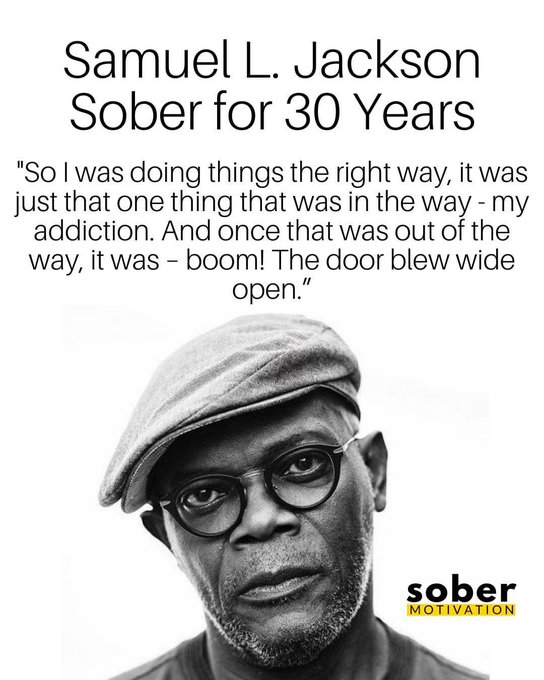 Samuel L. Jackson
Sober for 30 Years
"So I was doing things the right way, it was
just that one thing that was in the way - my
addiction. And once that was out of the
way, it was – boom! The door blew wide
open.”
sober
MOTIVATION